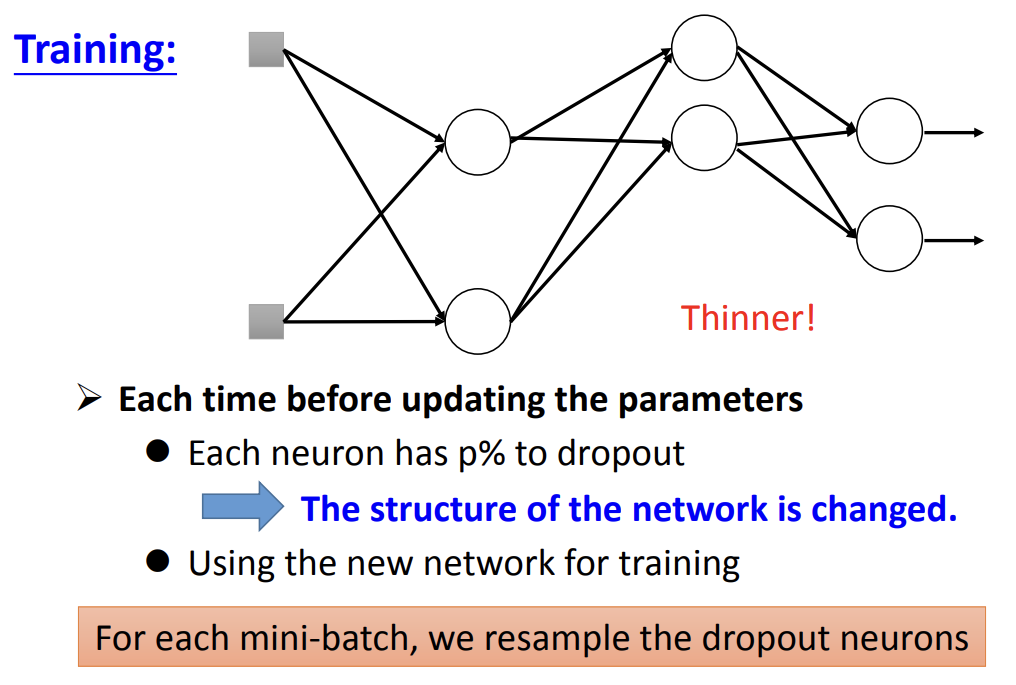 Training:
Thinner!
Each time before updating the parameters
Each neuron has p% to dropout
The structure of the network is changed.
Using the new network for training
For each mini-batch, we resample the dropout neurons